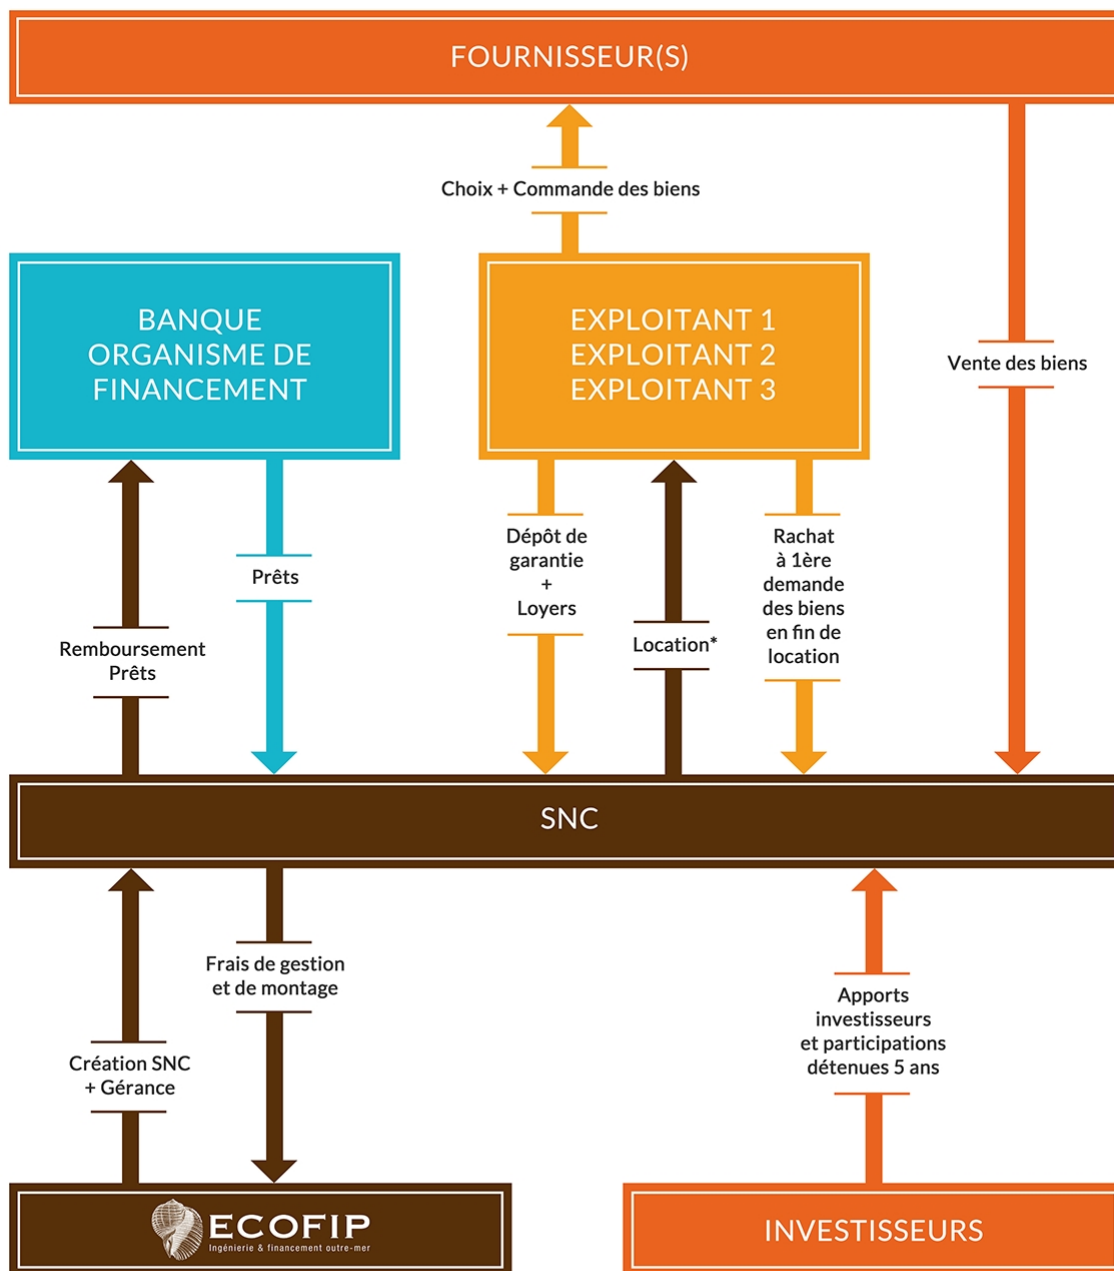 FOURNISSEUR(S)
Choix + Commande des biens
BANQUE
ORGANISME DE
FINANCEMENT
EXPLOITANT 1
EXPLOITANT 2
EXPLOITANT 3
Vente des biens
Remboursement
Prêts
Prêts
Dépôt de
garantie
+
Loyers
Location*
Rachat
à 1ère
demande
des biens
en fin de
location
SNC
Création SNC
+ Gérance
Frais de gestion
et de montage
Apports
investisseurs
et participations
détenues 5 ans
ECOFIP
Ingénierie & financement outre-mer
INVESTISSEURS